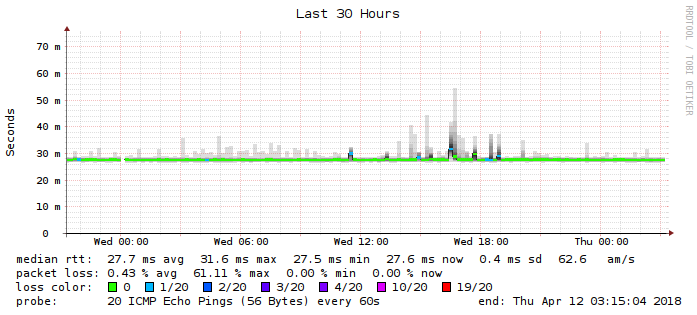 Last 30 Hours
RRDTOOL / TOBI OETIKER
Seconds
70 m
60 m
50 m
40 m
30 m
20 m
10 m
0
Wed 00:00 Wed 06:00 Wed 12:00 Wed 18:00 Thu 00:00
median rtt: 27.7 ms avg 31.6 ms max 27.5 ms min 27.6 ms now 0.4 ms sd 62.6 am/s
packet loss: 0.43 % avg 61.11 % max 0.00 % min 0.00 % now
loss color: 0 1/20 2/20 3/20 4/20 10/20 19/20
probe: 20 ICMP Echo Pings (56 Bytes) every 60s end: Thu Apr 12 03:15:04 2018